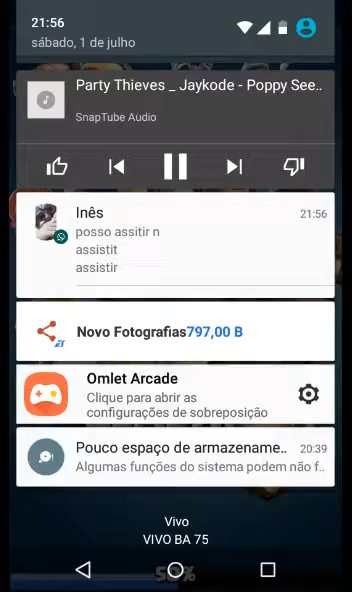 21:56
sábado, 1 de julho
Party Thieves _ Jaykode - Poppy See..
SnapTube Audio
Inês 21:56
posso assitir n
assistit
assistir
Novo Fotografias797,00 B
Omlet Arcade
Clique para abrir as
configurações de sobreposição
Pouco espaço de armazename.. 20:39
Algumas funções do sistema podem não f..
Vivo
VIVO BA 75
50%